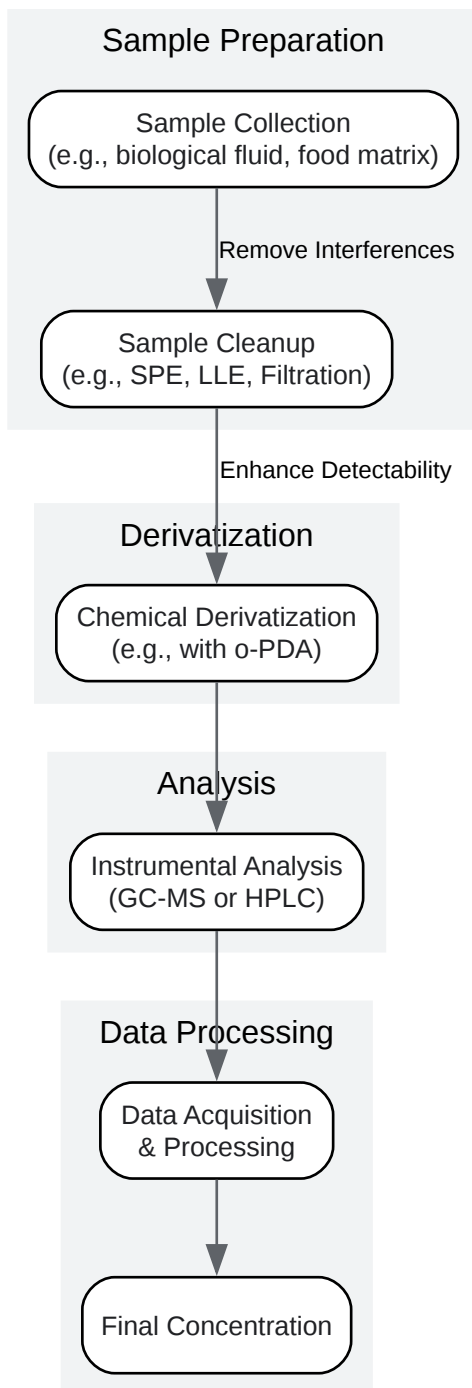 Sample Preparation
Sample Collection
(e.g., biological fluid, food matrix)
Remove Interferences
Sample Cleanup
(e.g., SPE, LLE, Filtration)
Enhance Detectability
Derivatization
Chemical Derivatization
(e.g., with o-PDA)
Analysis
Instrumental Analysis
(GC-MS or HPLC)
Data Processing
Data Acquisition
& Processing
Final Concentration